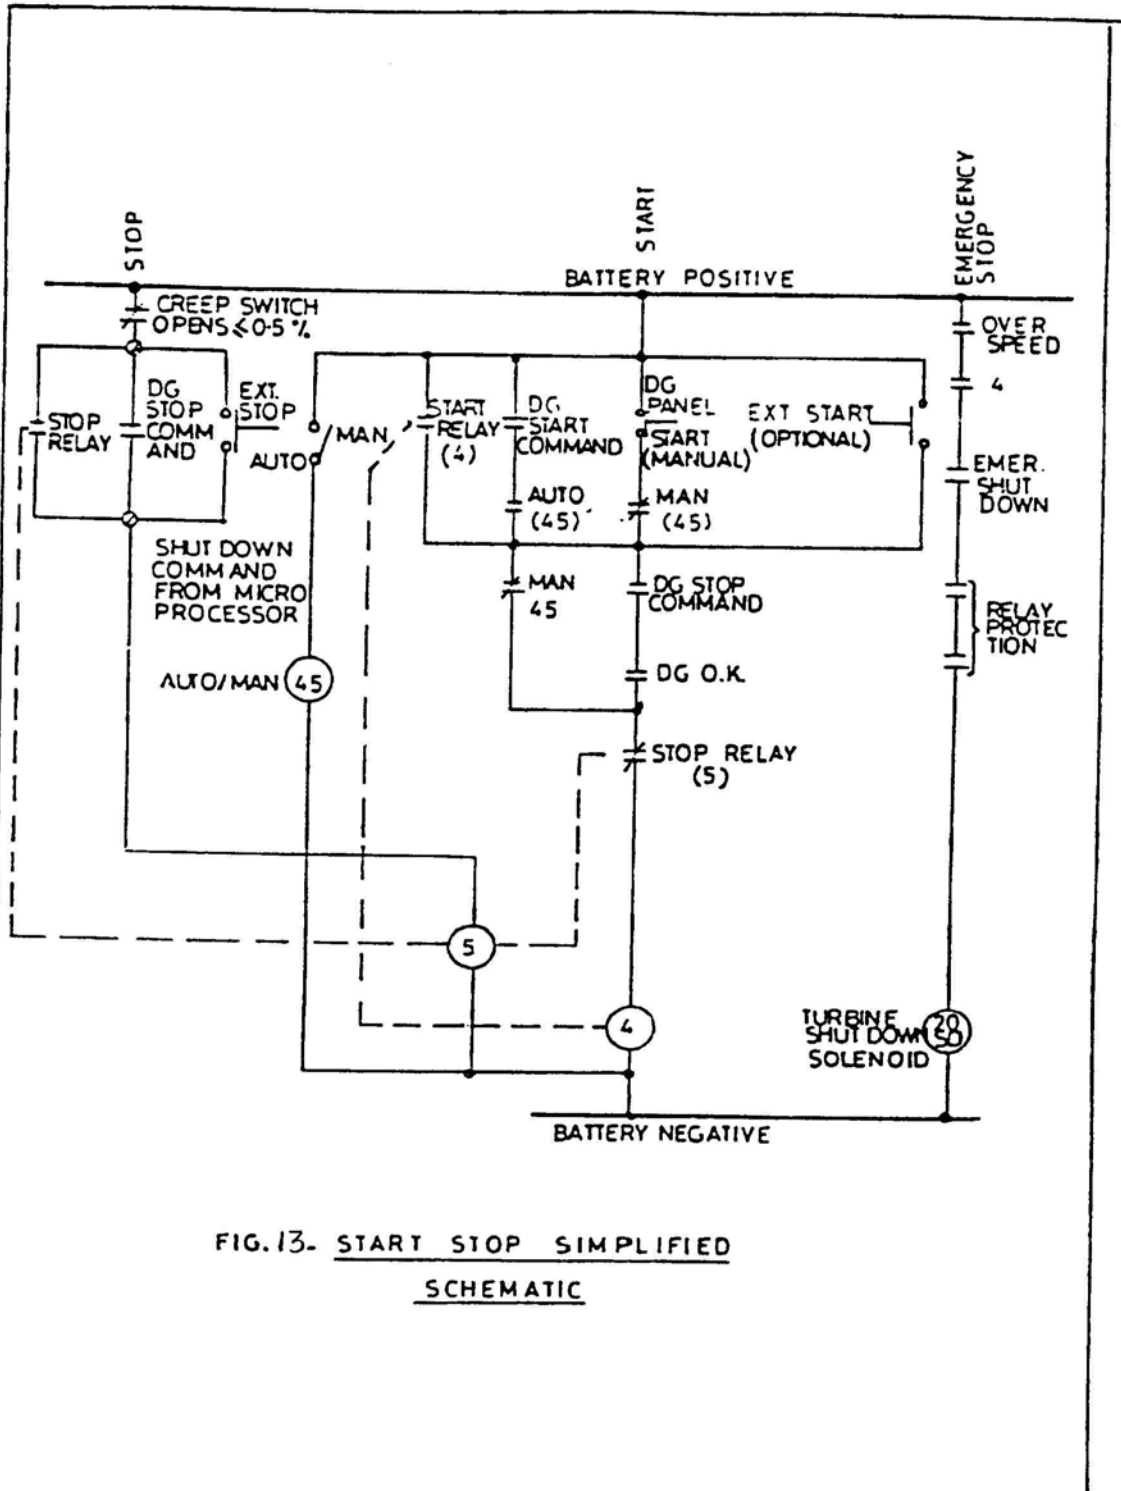 STOP
START
EMERGENCY
STOP
BATTERY POSITIVE
CREEP SWITCH
OPENS ≤0.5 %
OVER
SPEED
4
STOP
RELAY
DG
STOP
COMM
AND
EXT.
STOP
MAN
AUTO
START
RELAY
(4)
DG
START
COMMAND
DG
PANEL
START
(MANUAL)
EXT START
(OPTIONAL)
EMER.
SHUT
DOWN
AUTO
(45)
MAN
(45)
SHUT DOWN
COMMAND
FROM MICRO
PROCESSOR
MAN
45
DG STOP
COMMAND
RELAY
PROTEC
TION
AUTO/MAN
45
DG O.K.
STOP RELAY
(5)
5
4
TURBINE
SHUT DOWN
SOLENOID
20
SD
BATTERY NEGATIVE
FIG.13- START STOP SIMPLIFIED
SCHEMATIC